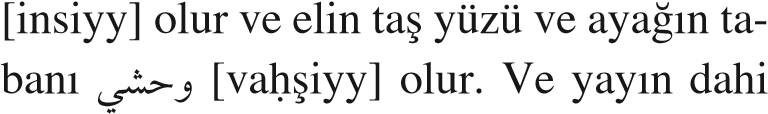 [insiyy] olur ve elin taş yüzü ve ayağın ta-
banı وحشي [vaḥşiyy] olur. Ve yayın dahi